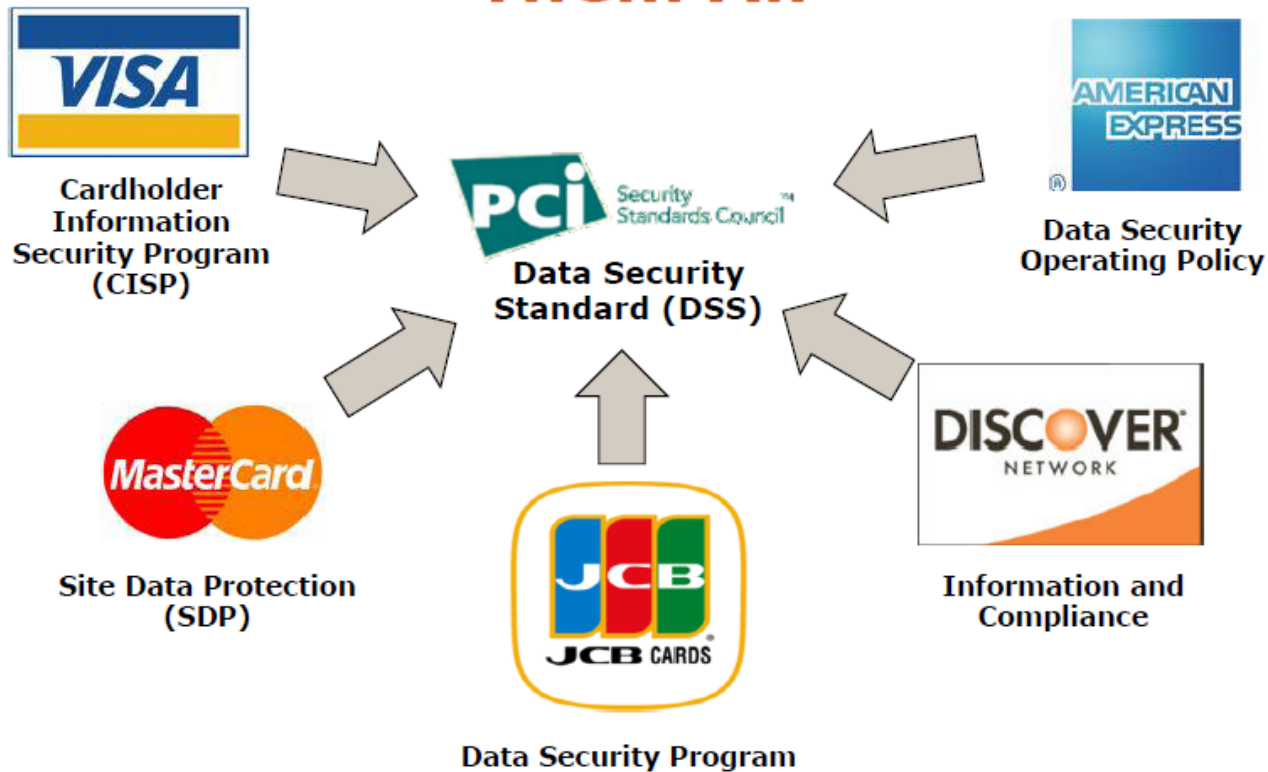 VISA
Cardholder
Information
Security Program
(CISP)
PCi
Security
Standards Council™
Data Security
Standard (DSS)
AMERICAN
EXPRESS
®
Data Security
Operating Policy
MasterCard
Site Data Protection
(SDP)
JCB
JCB CARDS
Data Security Program
DISCOVER
NETWORK
Information and
Compliance